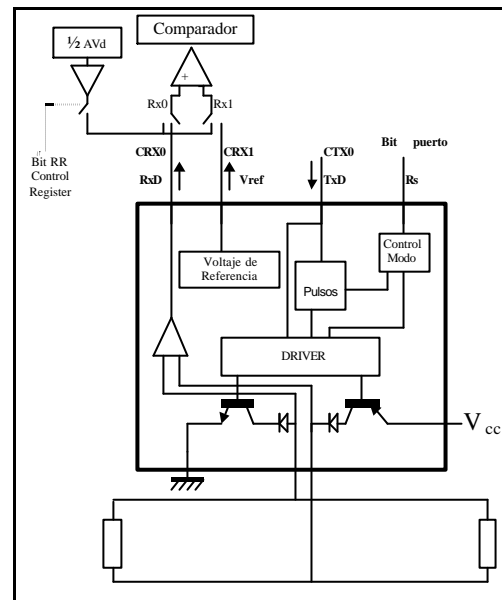 Comparador
½ AVd
+
Rx0
Rx1
Bit RR
Control
Register
CRX0
CRX1
CTX0
Bit puerto
RxD
Vref
TxD
Rs
Voltaje de
Referencia
Control
Modo
Pulsos
DRIVER
Vcc